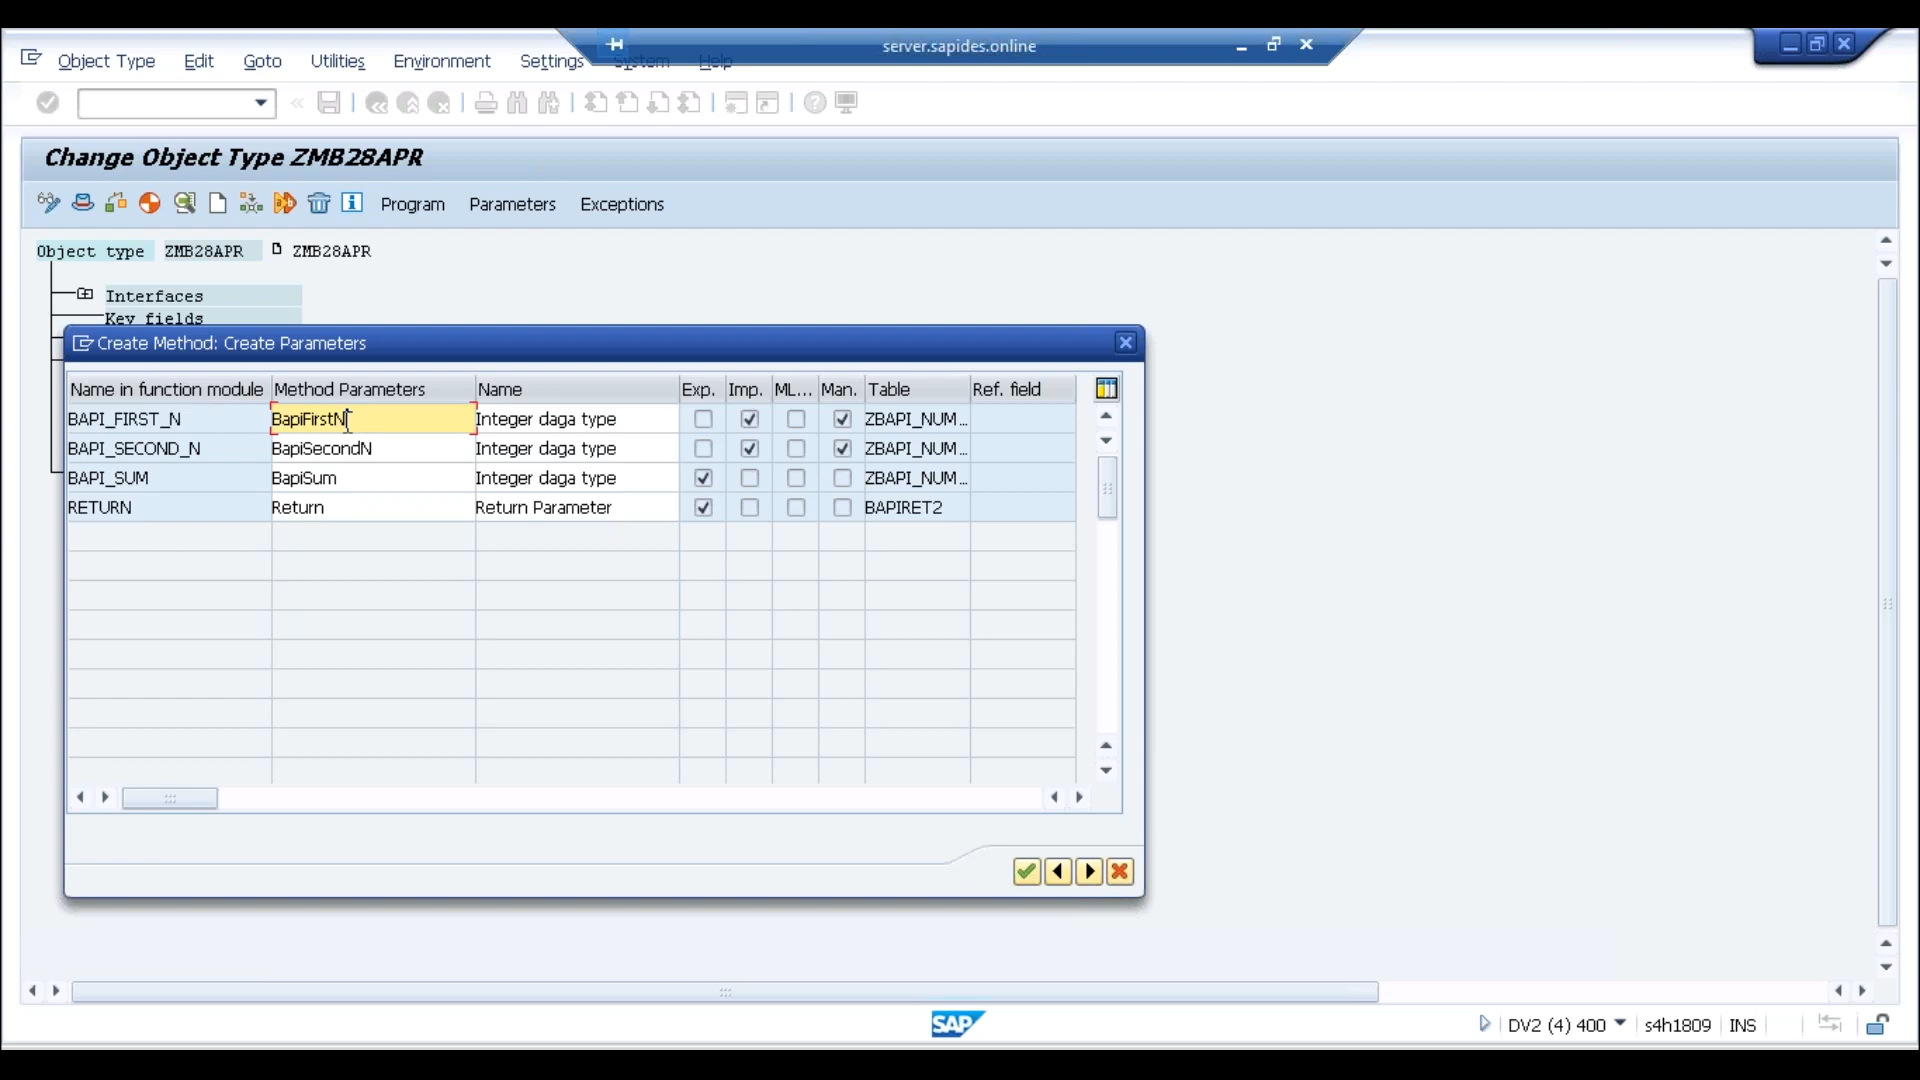 server.sapides.online
Object Type Edit Goto Utilities Environment Settings System Help
Change Object Type ZMB28APR
Program Parameters Exceptions
Object type ZMB28APR ZMB28APR
Interfaces
Key fields
Create Method: Create Parameters
Name in function module Method Parameters Name Exp. Imp. ML... Man. Table Ref. field
BAPI_FIRST_N BapiFirstN Integer daga type ZBAPI_NUM...
BAPI_SECOND_N BapiSecondN Integer daga type ZBAPI_NUM...
BAPI_SUM BapiSum Integer daga type ZBAPI_NUM...
RETURN Return Return Parameter BAPIRET2
SAP DV2 (4) 400 s4h1809 INS